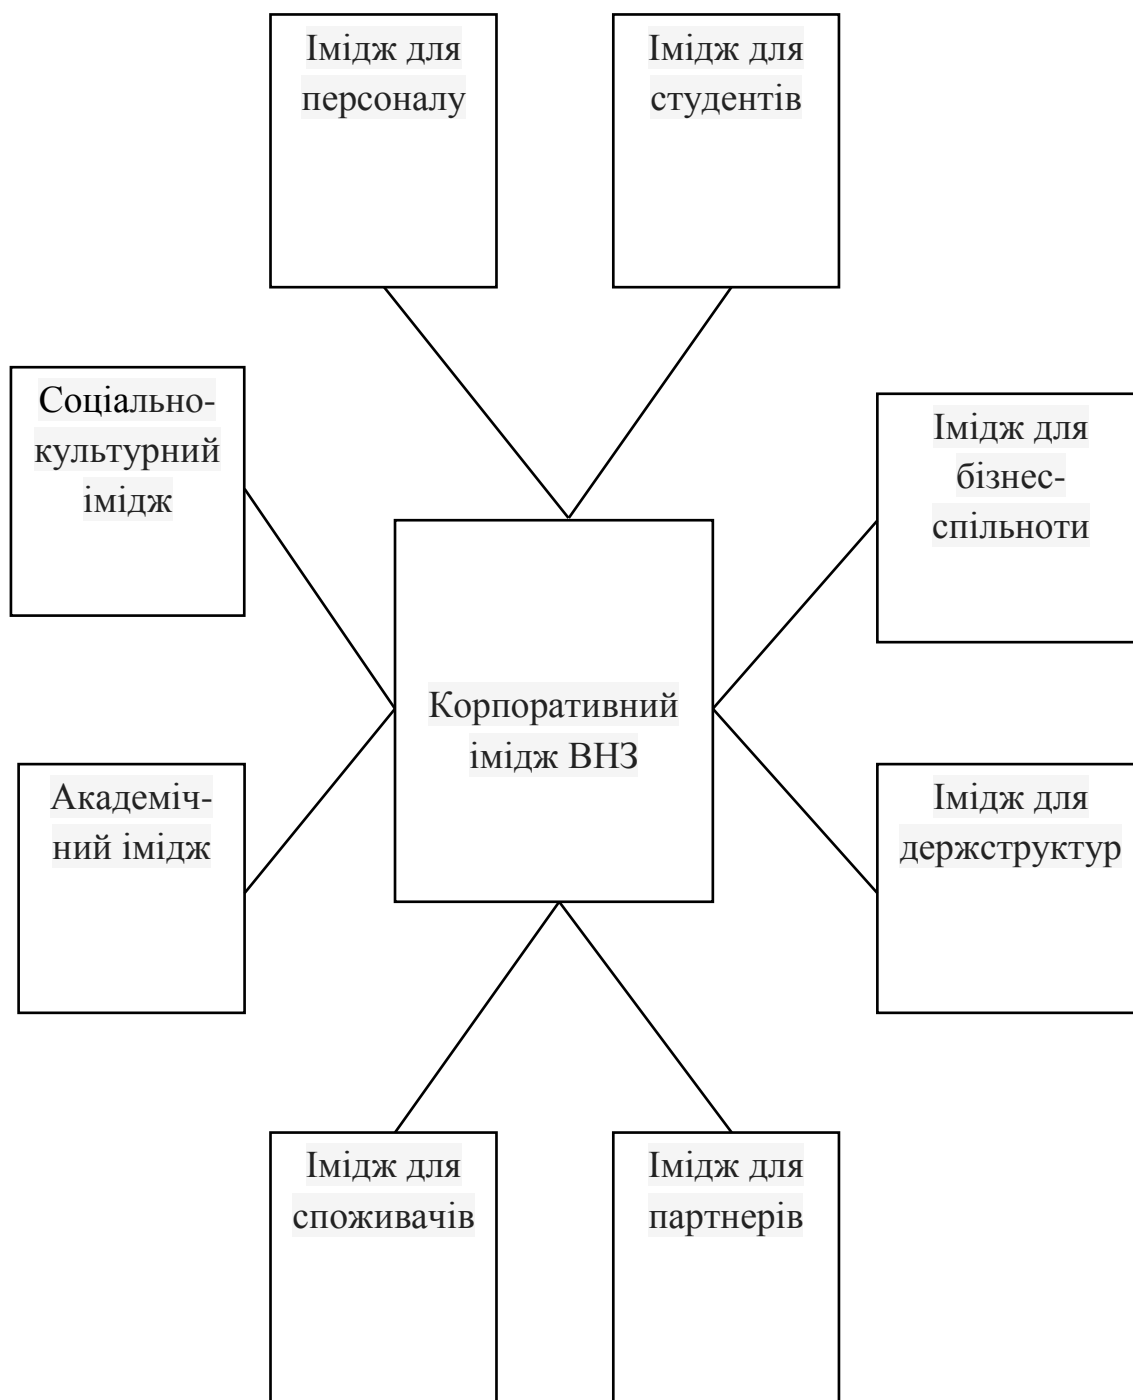 Імідж для
персоналу
Імідж для
студентів
Соціально-
культурний
імідж
Імідж для
бізнес-
спільноти
Корпоративний
імідж ВНЗ
Академіч-
ний імідж
Імідж для
держструктур
Імідж для
споживачів
Імідж для
партнерів